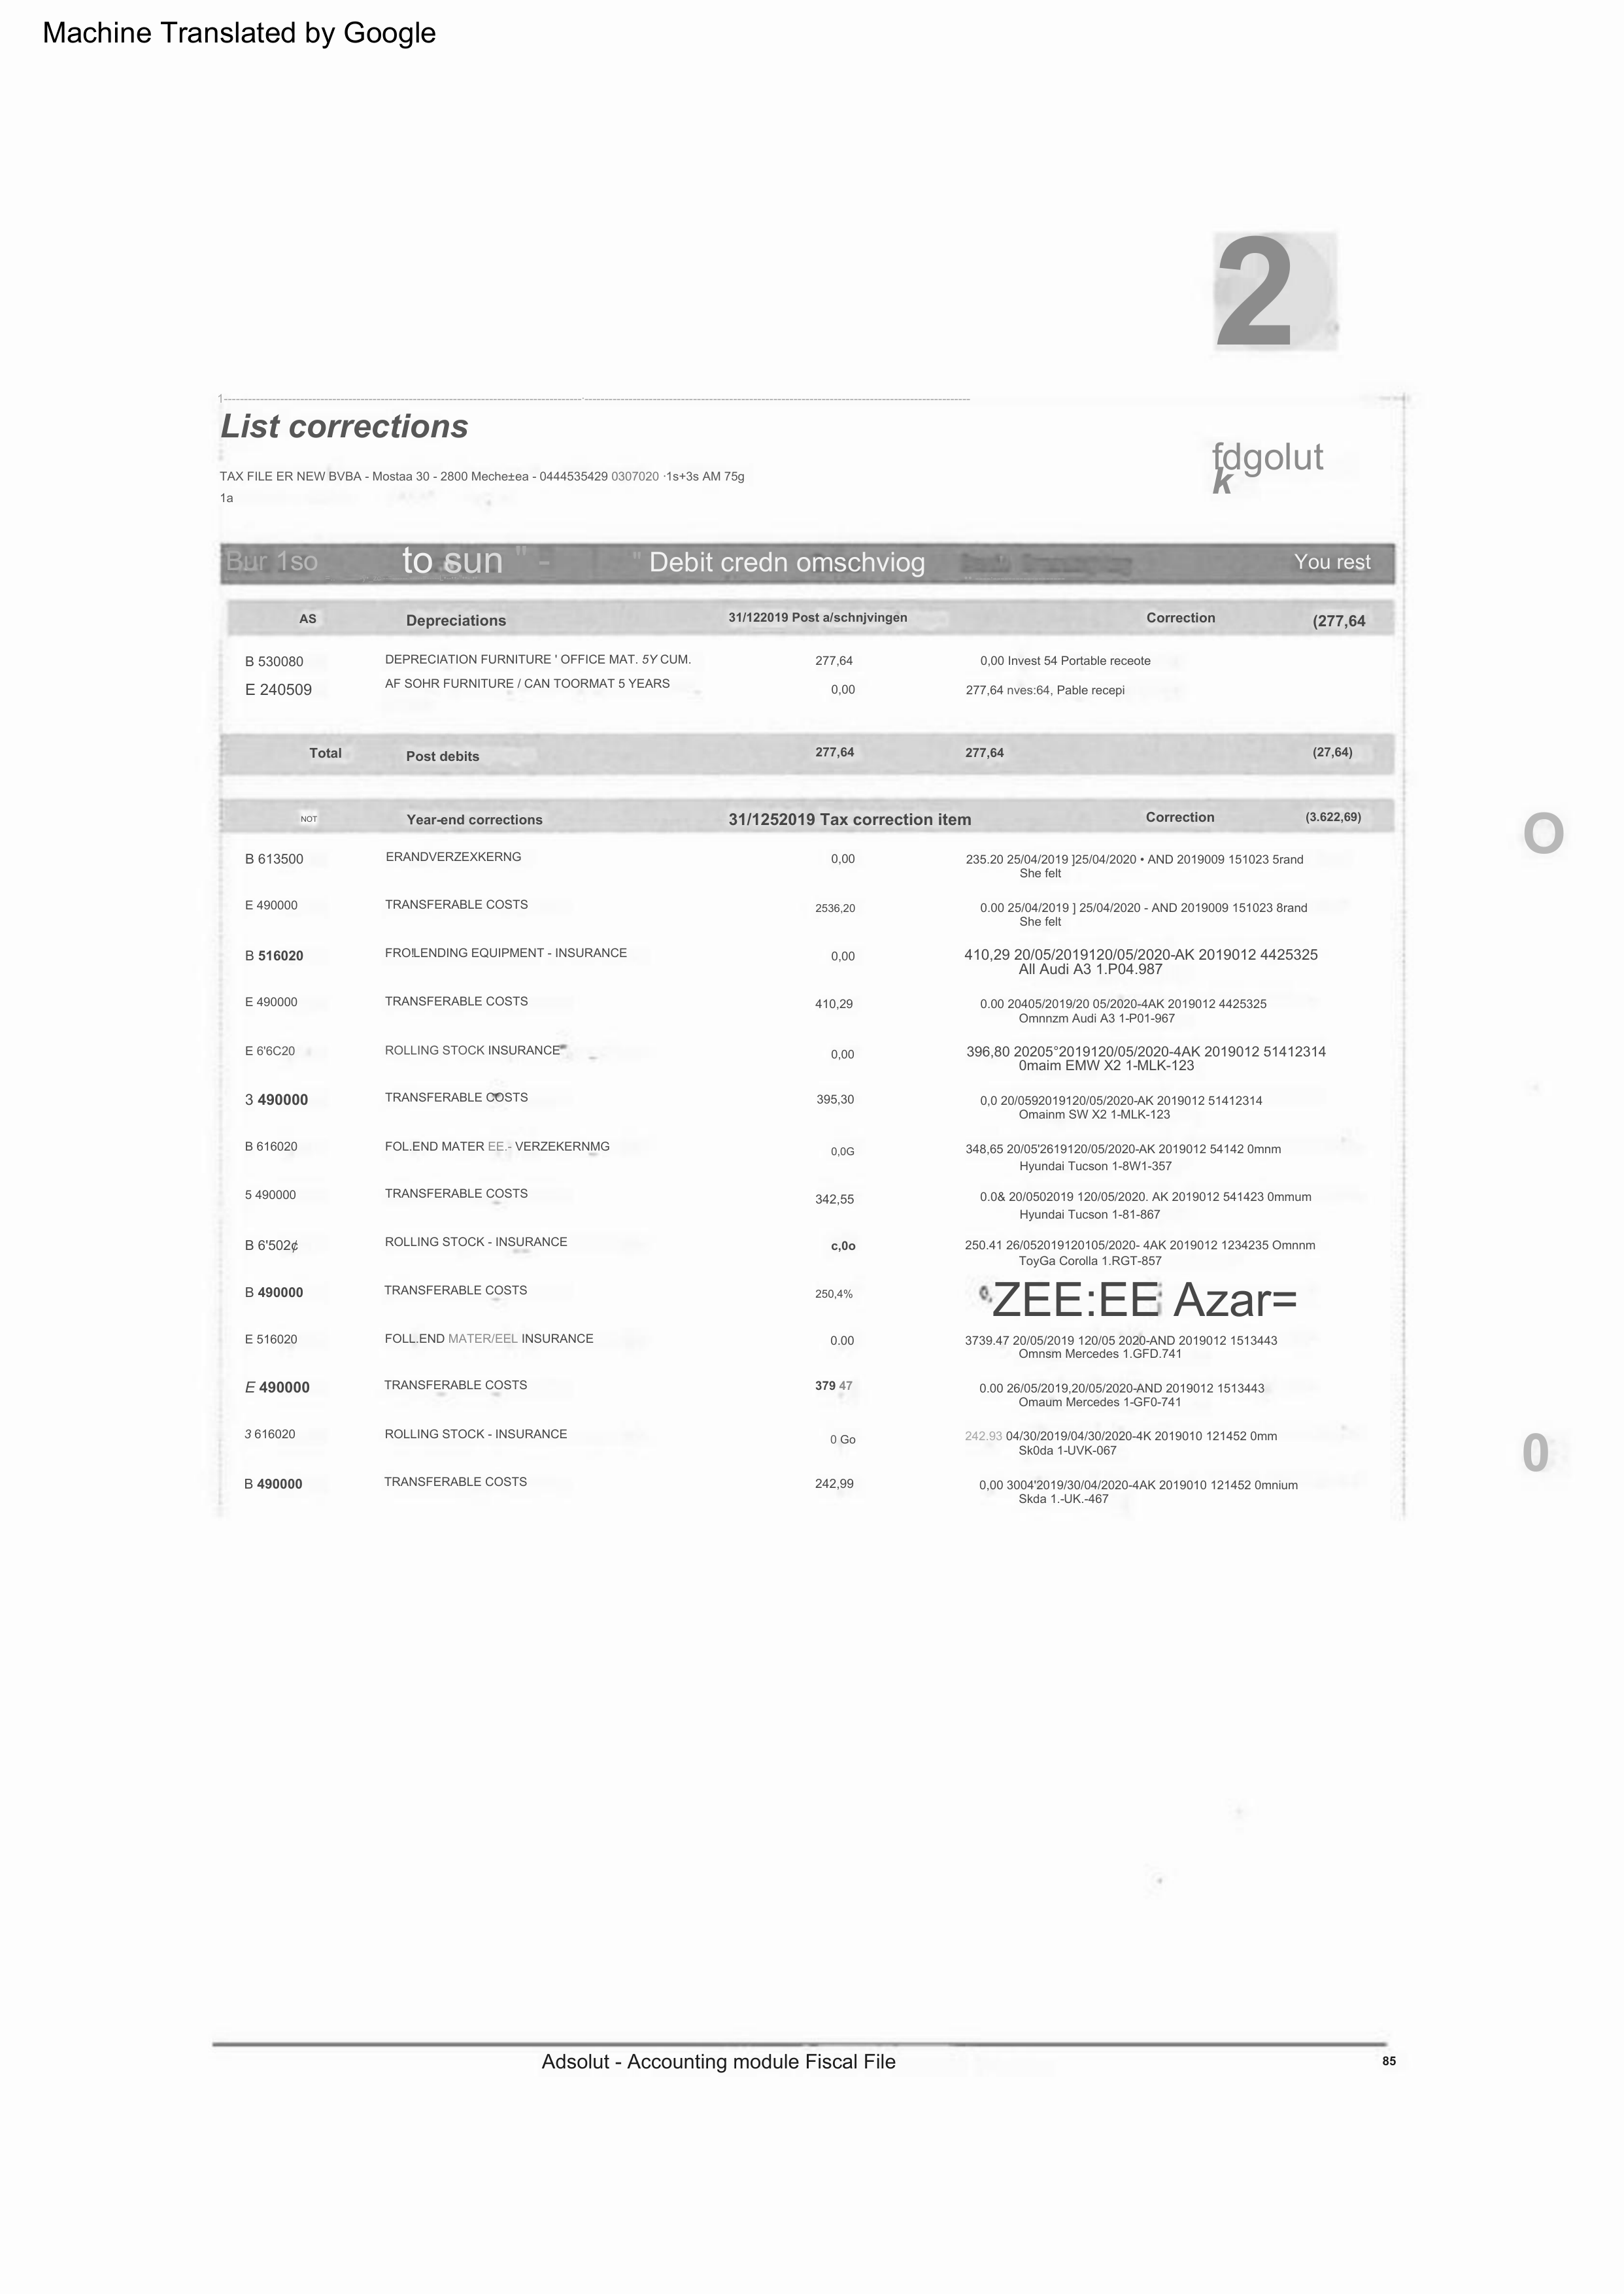 Machine Translated by Google
2
List corrections
fdgolut
k
TAX FILE ER NEW BVBA - Mostaa 30 - 2800 Meche±ea - 0444535429 0307020 ·1s+3s AM 75g
1a
Bur 1so to sun " - " Debit credn omschviog You rest
AS Depreciations 31/122019 Post a/schnjvingen Correction (277,64
B 530080 DEPRECIATION FURNITURE ' OFFICE MAT. 5Y CUM. 277,64 0,00 Invest 54 Portable receote
E 240509 AF SOHR FURNITURE / CAN TOORMAT 5 YEARS 0,00 277,64 nves:64, Pable recepi
Total Post debits 277,64 277,64 (27,64)
NOT Year-end corrections 31/1252019 Tax correction item Correction (3.622,69)
B 613500 ERANDVERZEXKERNG 0,00 235.20 25/04/2019 ]25/04/2020 • AND 2019009 151023 5rand
She felt
E 490000 TRANSFERABLE COSTS 2536,20 0.00 25/04/2019 ] 25/04/2020 - AND 2019009 151023 8rand
She felt
B 516020 FRO!LENDING EQUIPMENT - INSURANCE 0,00 410,29 20/05/2019120/05/2020-AK 2019012 4425325
All Audi A3 1.P04.987
E 490000 TRANSFERABLE COSTS 410,29 0.00 20405/2019/20 05/2020-4AK 2019012 4425325
Omnnzm Audi A3 1-P01-967
E 6'6C20 ROLLING STOCK INSURANCE 0,00 396,80 20205°2019120/05/2020-4AK 2019012 51412314
0maim EMW X2 1-MLK-123
3 490000 TRANSFERABLE COSTS 395,30 0,0 20/0592019120/05/2020-AK 2019012 51412314
Omainm SW X2 1-MLK-123
B 616020 FOL.END MATER EE.- VERZEKERNMG 0,0G 348,65 20/05'2619120/05/2020-AK 2019012 54142 0mnm
Hyundai Tucson 1-8W1-357
5 490000 TRANSFERABLE COSTS 342,55 0.0& 20/0502019 120/05/2020. AK 2019012 541423 0mmum
Hyundai Tucson 1-81-867
B 6'502¢ ROLLING STOCK - INSURANCE c,0o 250.41 26/052019120105/2020- 4AK 2019012 1234235 Omnnm
ToyGa Corolla 1.RGT-857
B 490000 TRANSFERABLE COSTS 250,4% 0, ZEE:EE Azar=
E 516020 FOLL.END MATER/EEL INSURANCE 0.00 3739.47 20/05/2019 120/05 2020-AND 2019012 1513443
Omnsm Mercedes 1.GFD.741
E 490000 TRANSFERABLE COSTS 379 47 0.00 26/05/2019,20/05/2020-AND 2019012 1513443
Omaum Mercedes 1-GF0-741
3 616020 ROLLING STOCK - INSURANCE 0 Go 242.93 04/30/2019/04/30/2020-4K 2019010 121452 0mm
Sk0da 1-UVK-067
B 490000 TRANSFERABLE COSTS 242,99 0,00 3004'2019/30/04/2020-4AK 2019010 121452 0mnium
Skda 1.-UK.-467
O
0
Adsolut - Accounting module Fiscal File 85